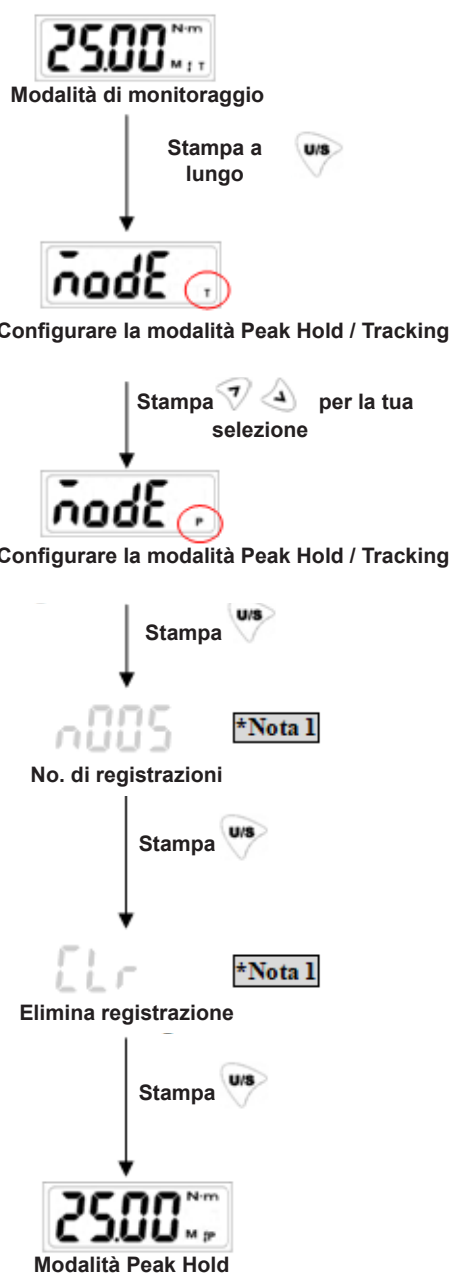 25.00 N·m
M T
Modalità di monitoraggio
Stampa a U/S
lungo
modE T
Configurare la modalità Peak Hold / Tracking
Stampa per la tua
selezione
modE P
Configurare la modalità Peak Hold / Tracking
U/S
Stampa
n005 *Nota 1
No. di registrazioni
Stampa U/S
CLr *Nota 1
Elimina registrazione
Stampa U/S
25.00 N·m
M P
Modalità Peak Hold